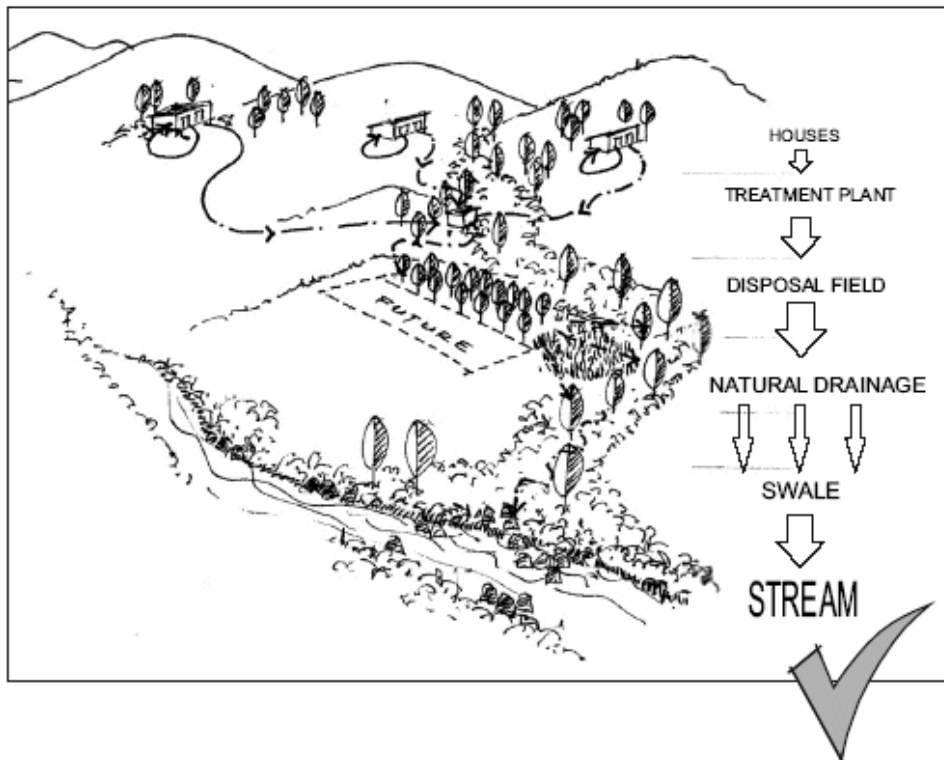 FUTURE
HOUSES
TREATMENT PLANT
DISPOSAL FIELD
NATURAL DRAINAGE
SWALE
STREAM